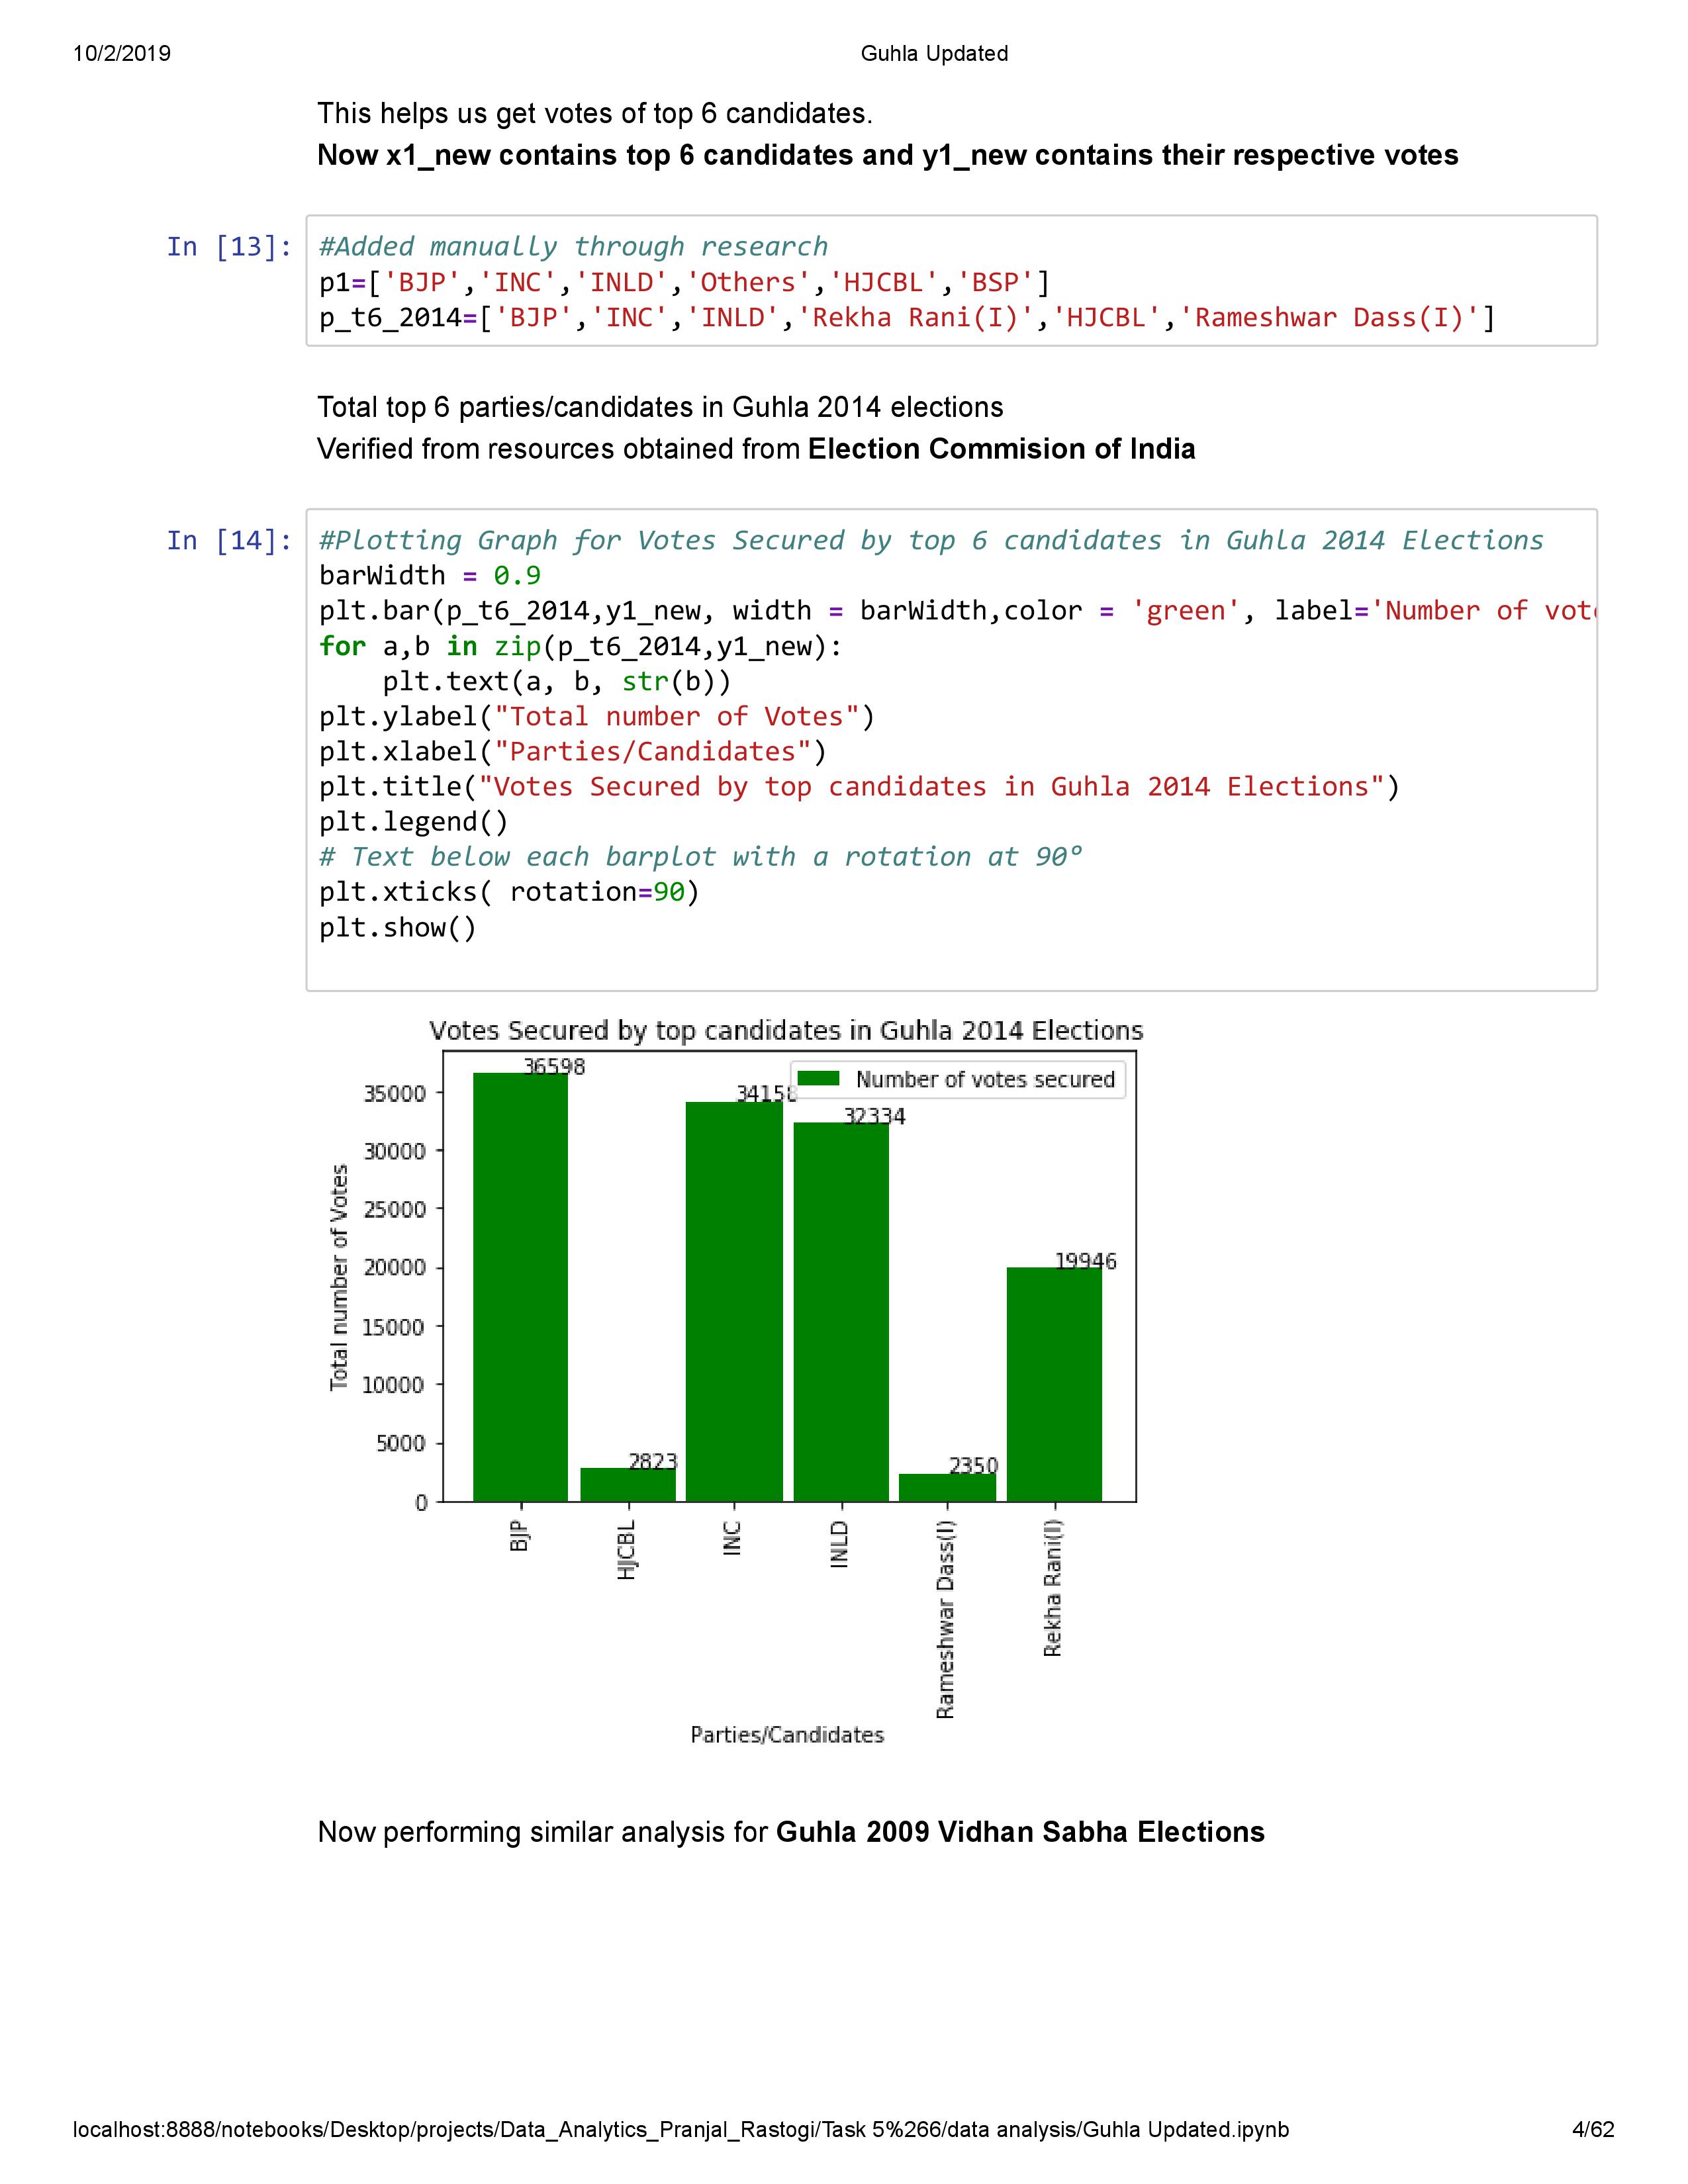 10/2/2019 Guhla Updated
This helps us get votes of top 6 candidates.
Now x1_new contains top 6 candidates and y1_new contains their respective votes
In [13]: #Added manually through research
p1=['BJP','INC','INLD','Others','HJCBL','BSP']
p_t6_2014=['BJP','INC','INLD','Rekha Rani(I)','HJCBL','Rameshwar Dass(I)']
Total top 6 parties/candidates in Guhla 2014 elections
Verified from resources obtained from Election Commision of India
In [14]: #Plotting Graph for Votes Secured by top 6 candidates in Guhla 2014 Elections
barWidth = 0.9
plt.bar(p_t6_2014,y1_new, width = barWidth,color = 'green', label='Number of vot
for a,b in zip(p_t6_2014,y1_new):
    plt.text(a, b, str(b))
plt.ylabel("Total number of Votes")
plt.xlabel("Parties/Candidates")
plt.title("Votes Secured by top candidates in Guhla 2014 Elections")
plt.legend()
# Text below each barplot with a rotation at 90°
plt.xticks( rotation=90)
plt.show()
Votes Secured by top candidates in Guhla 2014 Elections
Number of votes secured
36598
34158
32334
19946
2823
2350
35000
30000
25000
20000
15000
10000
5000
0
Total number of Votes
BJP
HJCBL
INC
INLD
Rameshwar Dass(I)
Rekha Rani(I)
Parties/Candidates
Now performing similar analysis for Guhla 2009 Vidhan Sabha Elections
localhost:8888/notebooks/Desktop/projects/Data_Analytics_Pranjal_Rastogi/Task 5%266/data analysis/Guhla Updated.ipynb 4/62